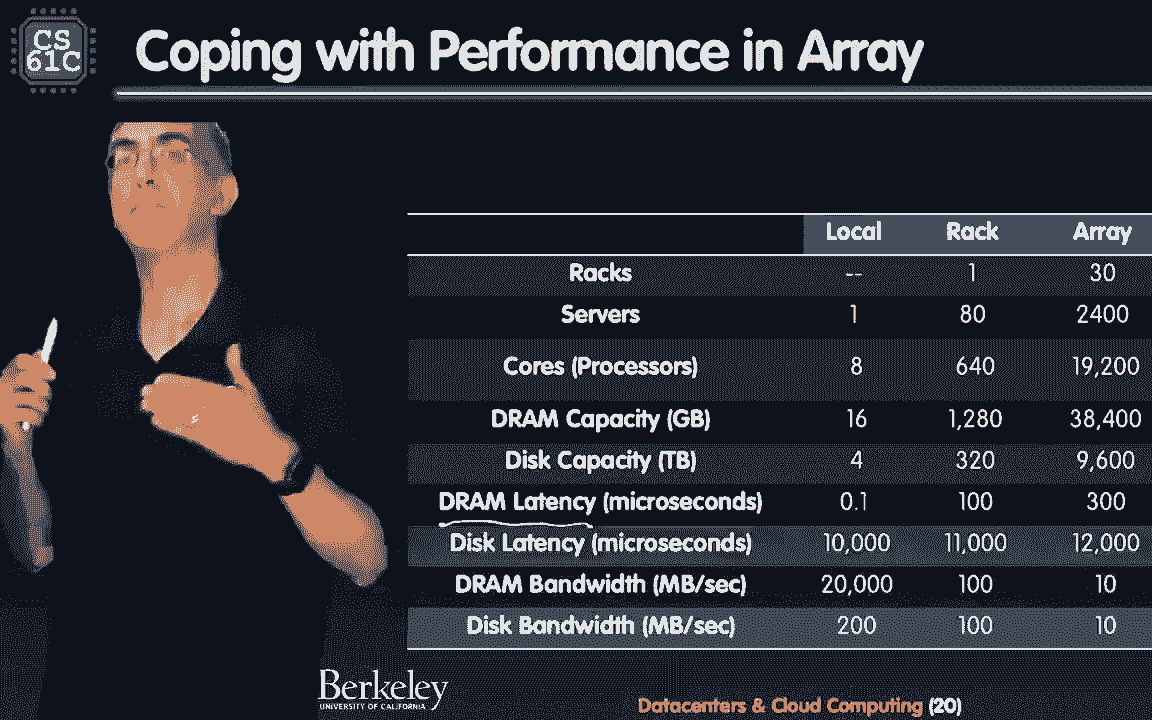 CS
61C
Coping with Performance in Array
Local Rack Array
Racks -- 1 30
Servers 1 80 2400
Cores (Processors) 8 640 19,200
DRAM Capacity (GB) 16 1,280 38,400
Disk Capacity (TB) 4 320 9,600
DRAM Latency (microseconds) 0.1 100 300
Disk Latency (microseconds) 10,000 11,000 12,000
DRAM Bandwidth (MB/sec) 20,000 100 10
Disk Bandwidth (MB/sec) 200 100 10
Berkeley
UNIVERSITY OF CALIFORNIA
Datacenters & Cloud Computing (20)